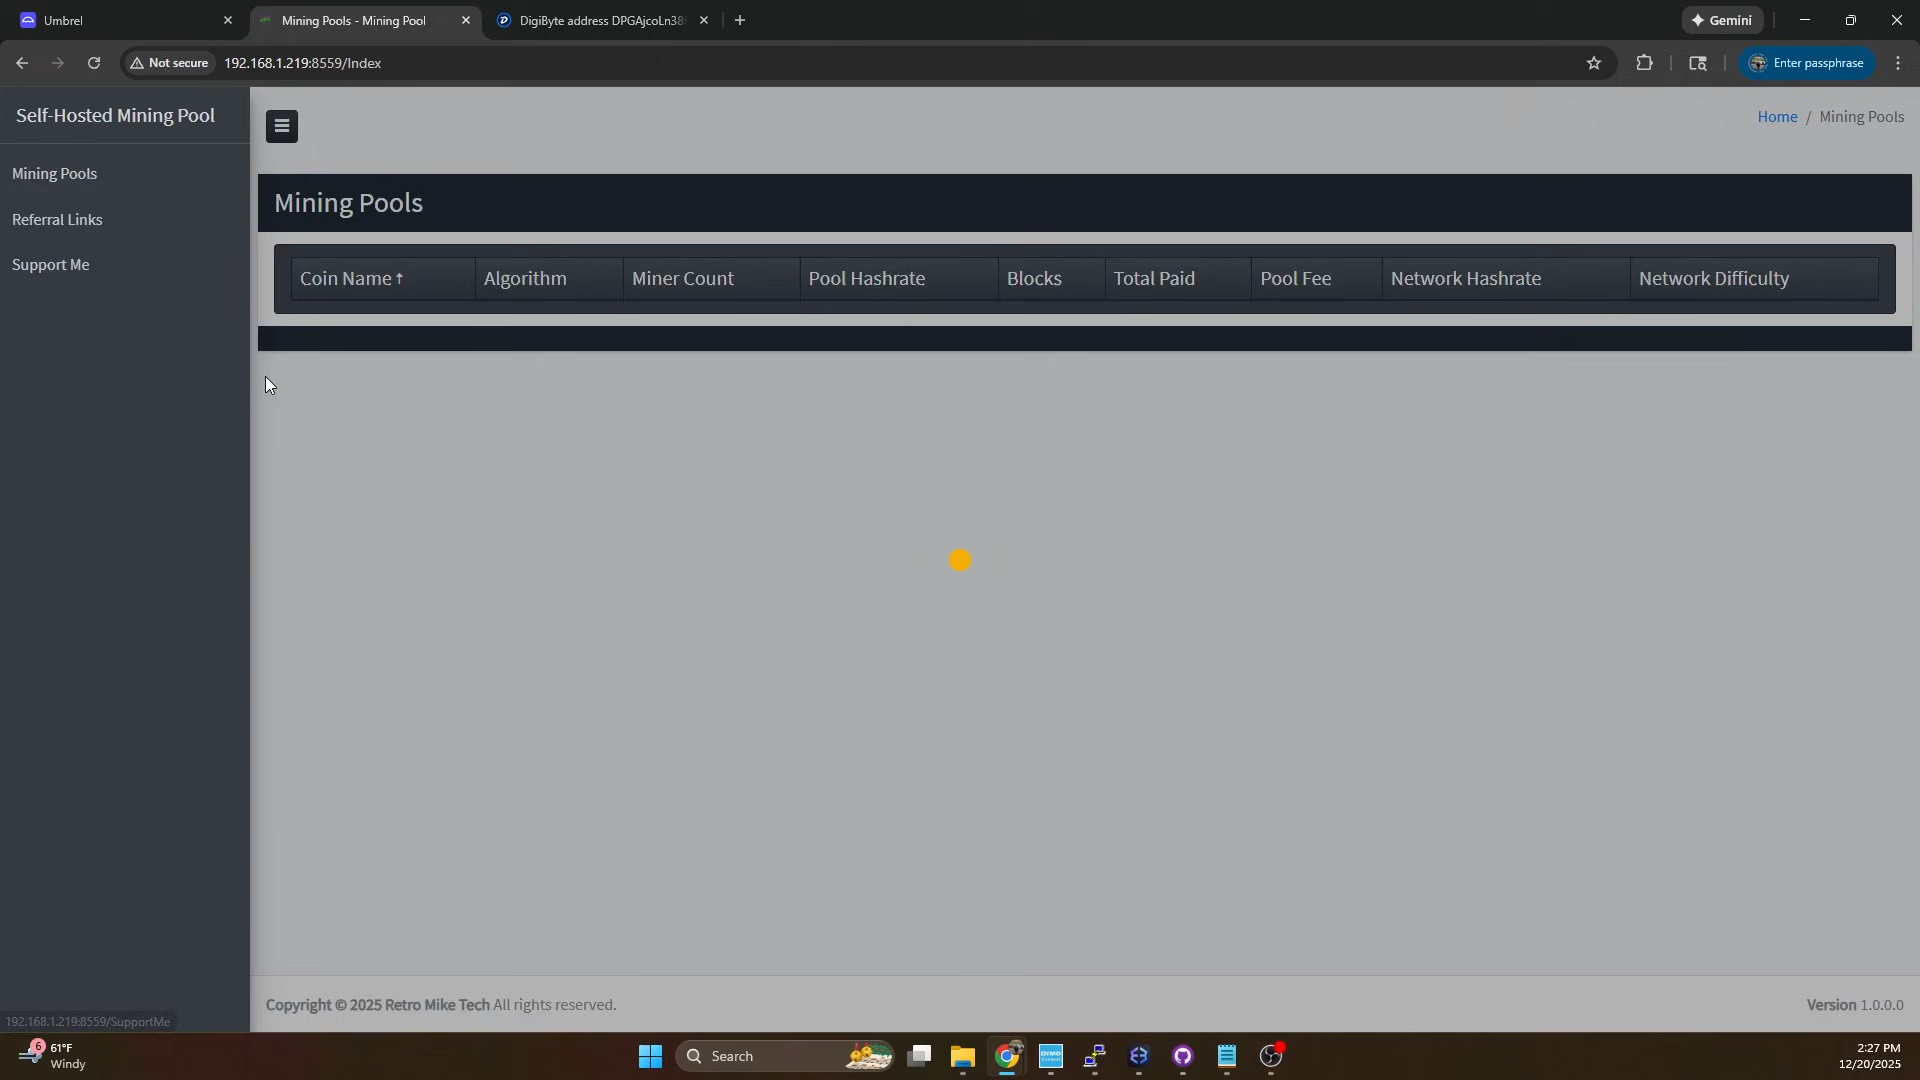 Umbrel
Mining Pools - Mining Pool
DigiByte address DPGAjcoLn38
Gemini
Not secure
192.168.1.219:8559/Index
Enter passphrase
Self-Hosted Mining Pool
Home / Mining Pools
Mining Pools
Referral Links
Support Me
Mining Pools
Coin Name↑ Algorithm Miner Count Pool Hashrate Blocks Total Paid Pool Fee Network Hashrate Network Difficulty
Copyright © 2025 Retro Mike Tech All rights reserved.
Version 1.0.0.0
192.168.1.219:8559/SupportMe
6
61°F
Windy
Search
DYMO
2:27 PM
12/20/2025